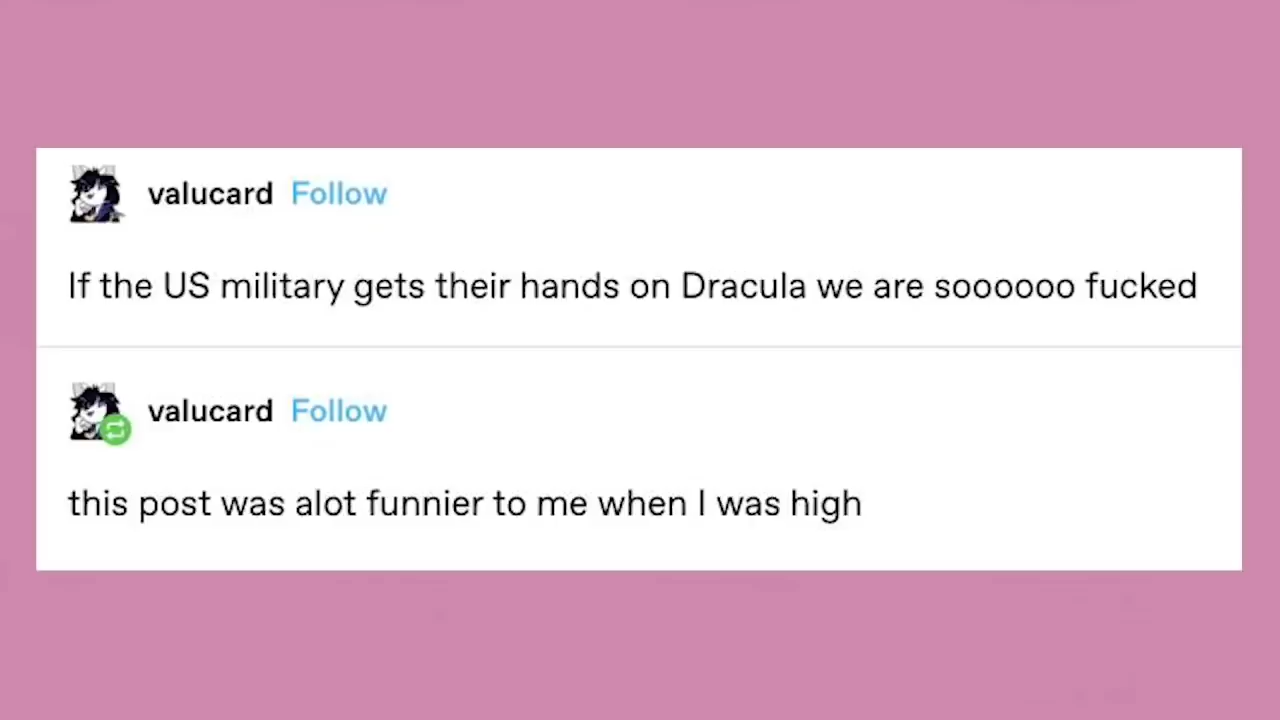 valucard Follow
If the US military gets their hands on Dracula we are soooooo fucked
valucard Follow
this post was alot funnier to me when I was high